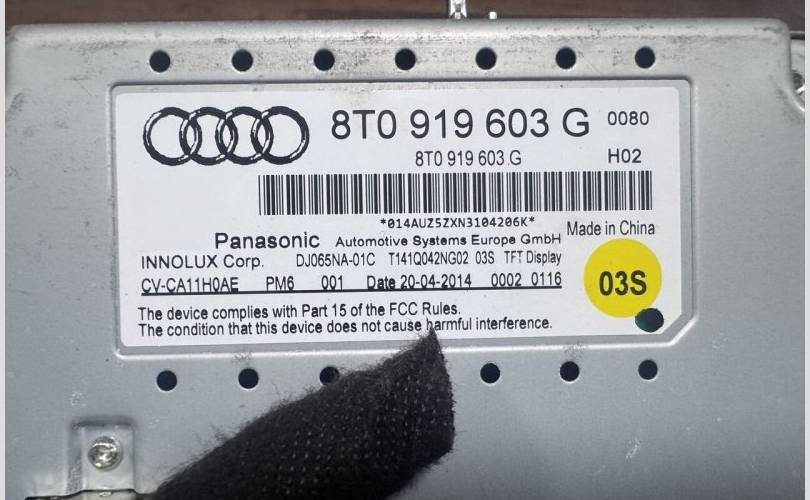 8T0 919 603 G 0080
8T0 919 603 G H02
*014AUZ5ZXN3104206K*
Made in China
Panasonic Automotive Systems Europe GmbH
INNOLUX Corp. DJ065NA-01C T141Q042NG02 03S TFT Display
CV-CA11H0AE PM6 001 Date 20-04-2014 0002 0116
03S
The device complies with Part 15 of the FCC Rules.
The condition that this device does not cause harmful interference.